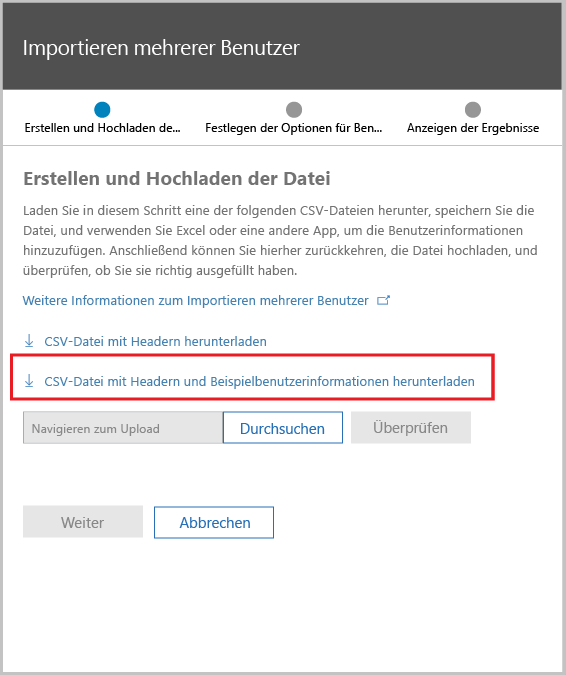 Importieren mehrerer Benutzer
Erstellen und Hochladen de...
Festlegen der Optionen für Ben...
Anzeigen der Ergebnisse
Erstellen und Hochladen der Datei
Laden Sie in diesem Schritt eine der folgenden CSV-Dateien herunter, speichern Sie die
Datei, und verwenden Sie Excel oder eine andere App, um die Benutzerinformationen
hinzuzufügen. Anschließend können Sie hierher zurückkehren, die Datei hochladen, und
überprüfen, ob Sie sie richtig ausgefüllt haben.
Weitere Informationen zum Importieren mehrerer Benutzer
CSV-Datei mit Headern herunterladen
CSV-Datei mit Headern und Beispielbenutzerinformationen herunterladen
Navigieren zum Upload
Durchsuchen
Überprüfen
Weiter
Abbrechen